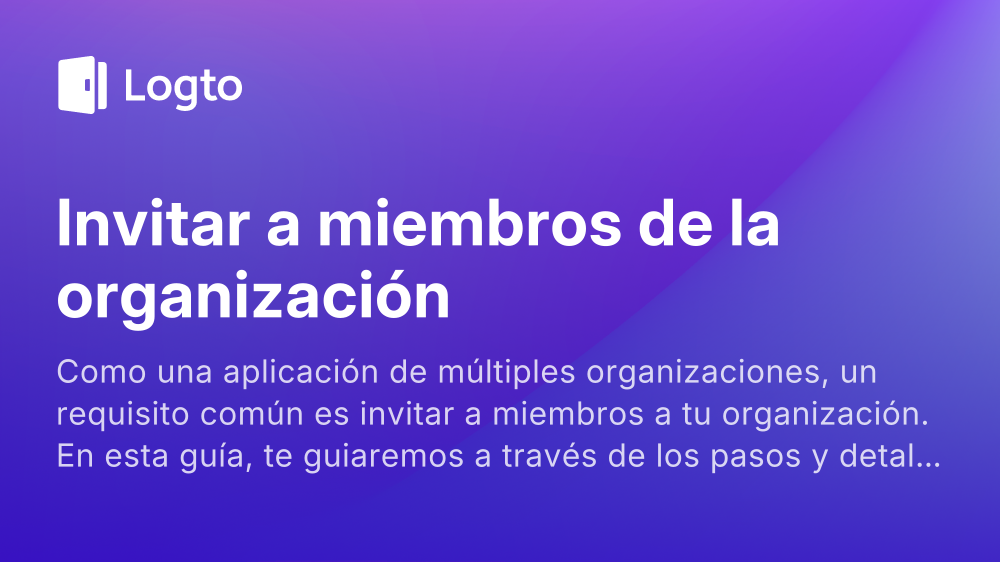 Logto
Invitar a miembros de la
organización
Como una aplicación de múltiples organizaciones, un
requisito común es invitar a miembros a tu organización.
En esta guía, te guiaremos a través de los pasos y detal...